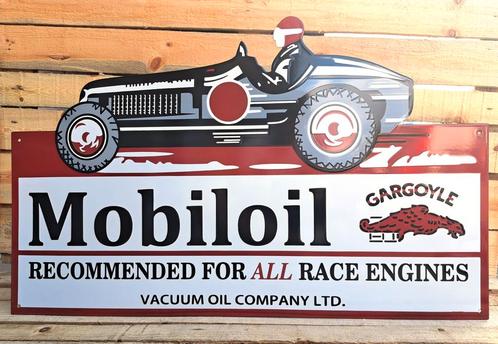 GARGOYLE
Mobiloil
RECOMMENDED FOR ALL RACE ENGINES
VACUUM OIL COMPANY LTD.